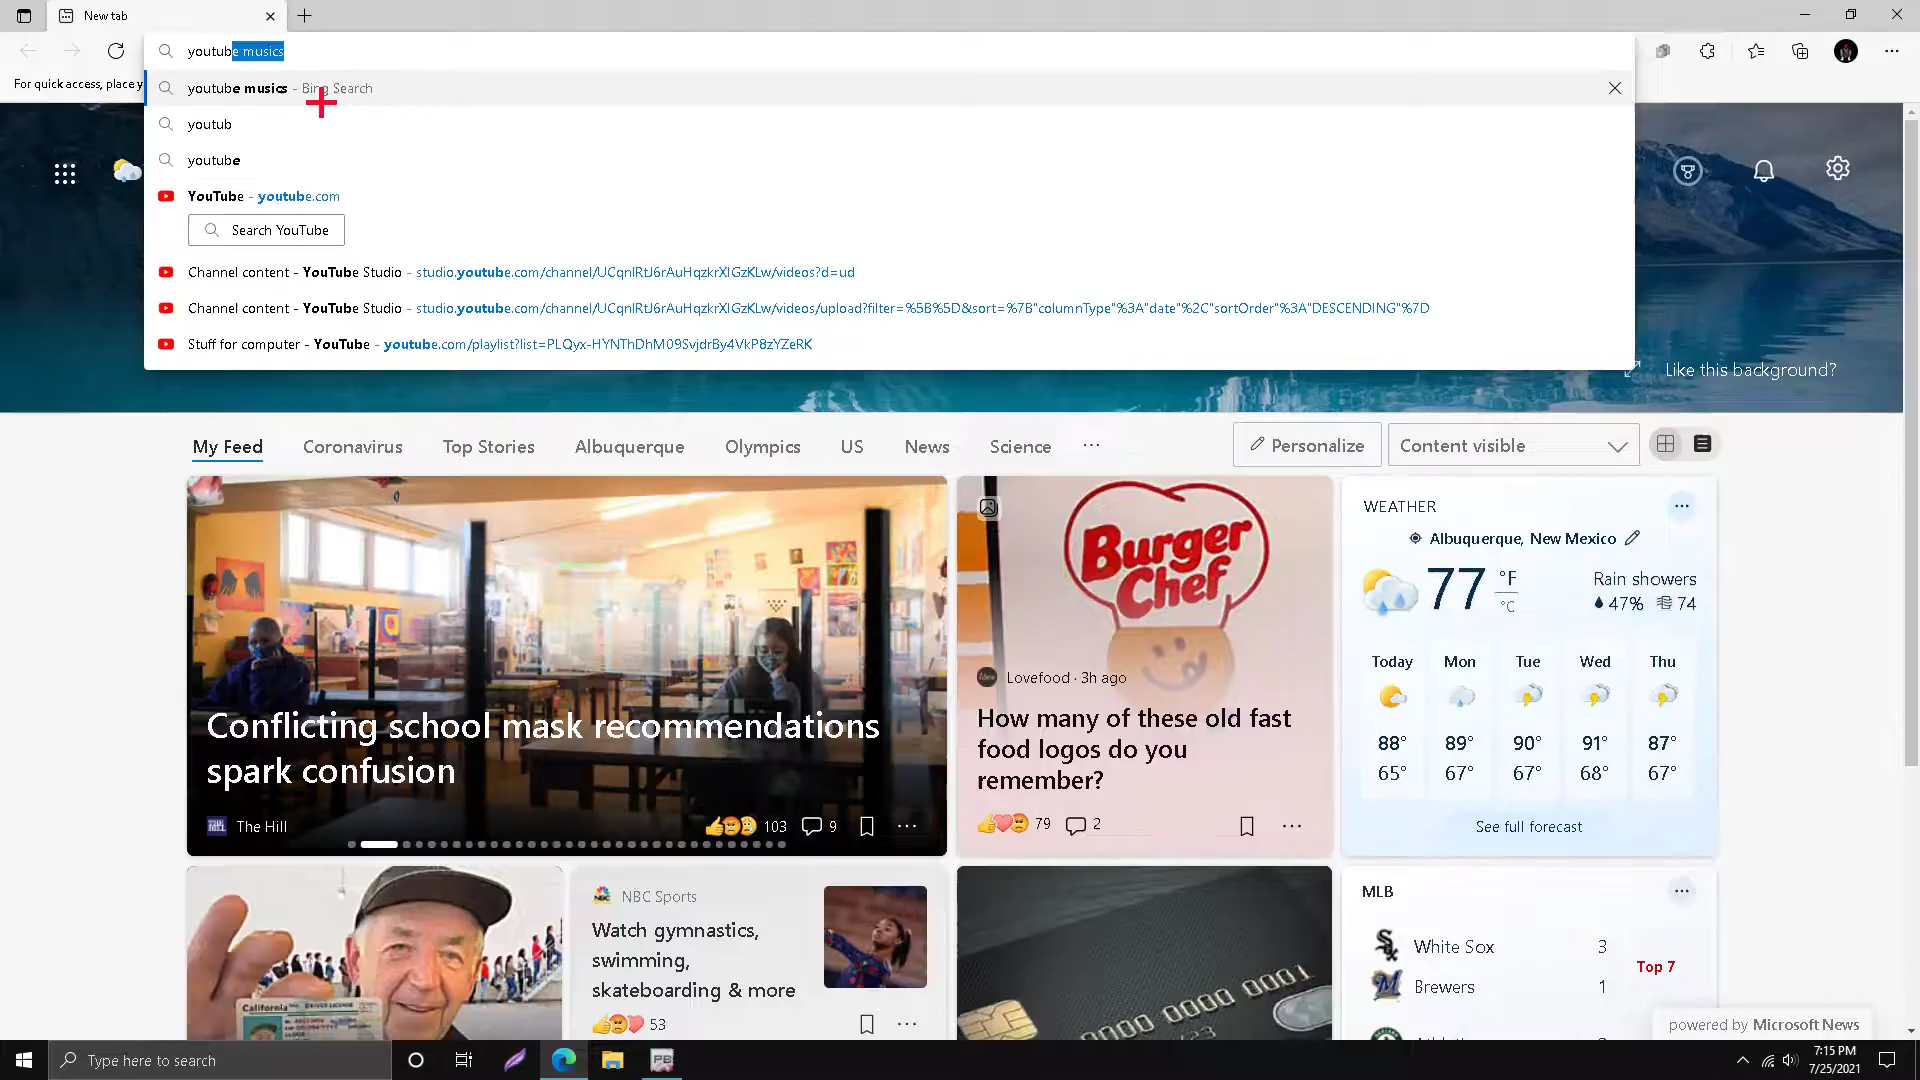 New tab
youtube musics
For quick access, place y
youtube musics - Bing Search
youtub
youtube
YouTube - youtube.com
Search YouTube
Channel content - YouTube Studio - studio.youtube.com/channel/UCqnlRtJ6rAuHqzkrXlGzKLw/videos?d=ud
Channel content - YouTube Studio - studio.youtube.com/channel/UCqnlRtJ6rAuHqzkrXlGzKLw/videos/upload?filter=%5B%5D&sort=%7B"columnType"%3A"date"%2C"sortOrder"%3A"DESCENDING"%7D
Stuff for computer - YouTube - youtube.com/playlist?list=PLQyx-HYNThDhM09SvjdrBy4VkP8zYZeRK
Like this background?
My Feed
Coronavirus
Top Stories
Albuquerque
Olympics
US
News
Science
Personalize
Content visible
Conflicting school mask recommendations
spark confusion
The Hill
103
9
Burger
Chef
Lovefood · 3h ago
How many of these old fast
food logos do you
remember?
79
2
WEATHER
Albuquerque, New Mexico
77
°F
°C
Rain showers
47%
74
Today Mon Tue Wed Thu
88° 89° 90° 91° 87°
65° 67° 67° 68° 67°
See full forecast
California
DRIVER LICENSE
NBC Sports
Watch gymnastics,
swimming,
skateboarding & more
53
0000 0000 0001
MLB
White Sox 3
Brewers 1
Top 7
powered by Microsoft News
Type here to search
PB
7:15 PM
7/25/2021